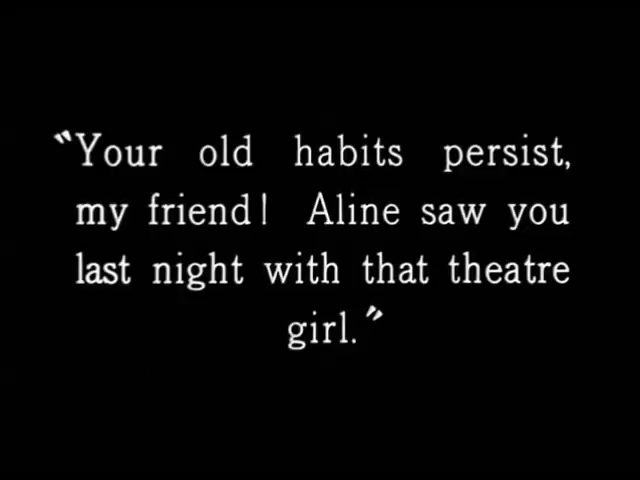 "Your old habits persist,
my friend! Aline saw you
last night with that theatre
girl."